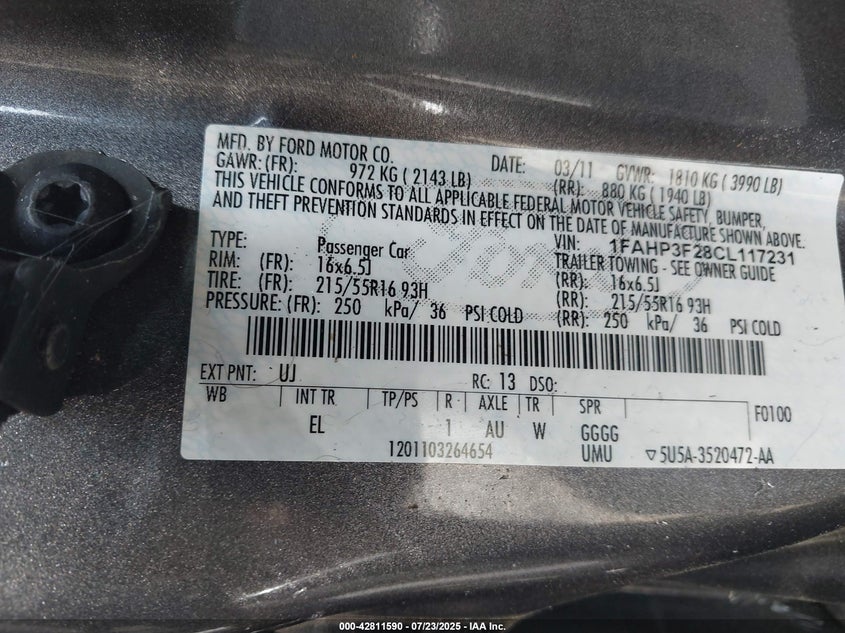 MFD. BY FORD MOTOR CO. DATE: 03/11 GVWR: 1810 KG ( 3990 LB)
GAWR: (FR): 972 KG ( 2143 LB) (RR): 880 KG ( 1940 LB)
THIS VEHICLE CONFORMS TO ALL APPLICABLE FEDERAL MOTOR VEHICLE SAFETY, BUMPER,
AND THEFT PREVENTION STANDARDS IN EFFECT ON THE DATE OF MANUFACTURE SHOWN ABOVE.
VIN: 1FAHP3F28CL117231
TYPE: Passenger Car TRAILER TOWING - SEE OWNER GUIDE
RIM: (FR): 16x6.5J (RR): 16x6.5J
TIRE: (FR): 215/55R16 93H (RR): 215/55R16 93H
PRESSURE: (FR): 250 kPa/ 36 PSI COLD (RR): 250 kPa/ 36 PSI COLD
EXT PNT: UJ RC: 13 DSO:
WB INT TR TP/PS R AXLE TR SPR F0100
EL 1 AU W GGGG
1201103264654 UMU ▽5U5A-3520472-AA
000-42811590 - 07/23/2025 - IAA Inc.